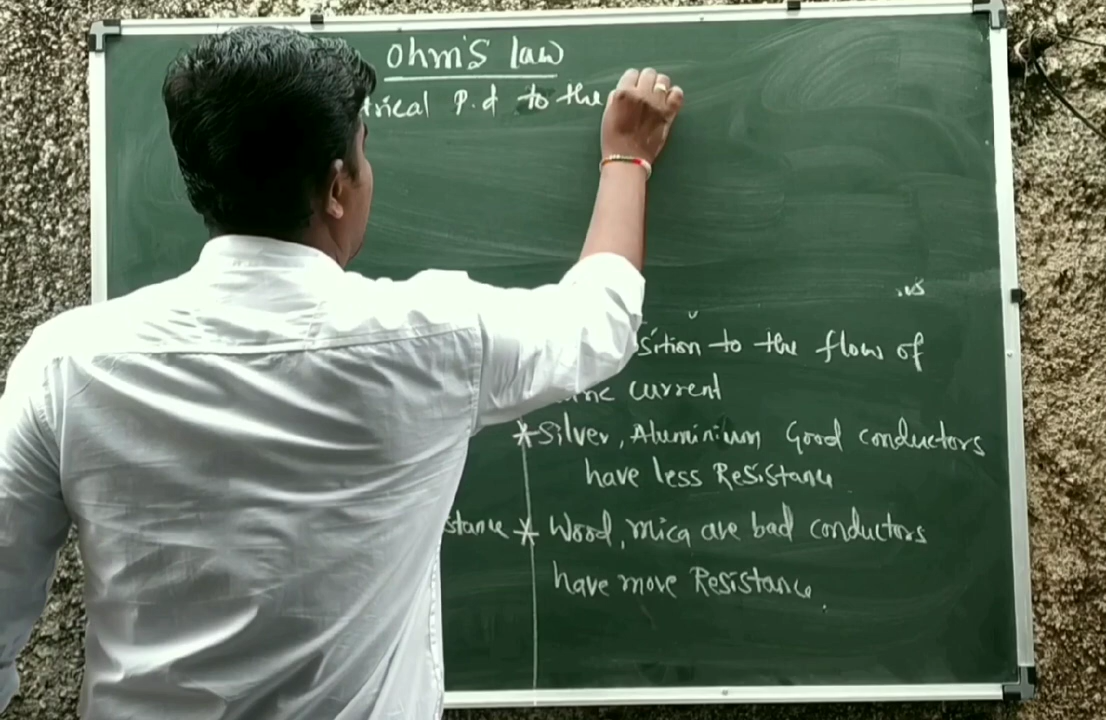 ohm's law
trical P.d to the
is
sition to the flow of
current
*Silver, Aluminium Good conductors
have less Resistance
stance * Wood, mica are bad conductors
have more Resistance